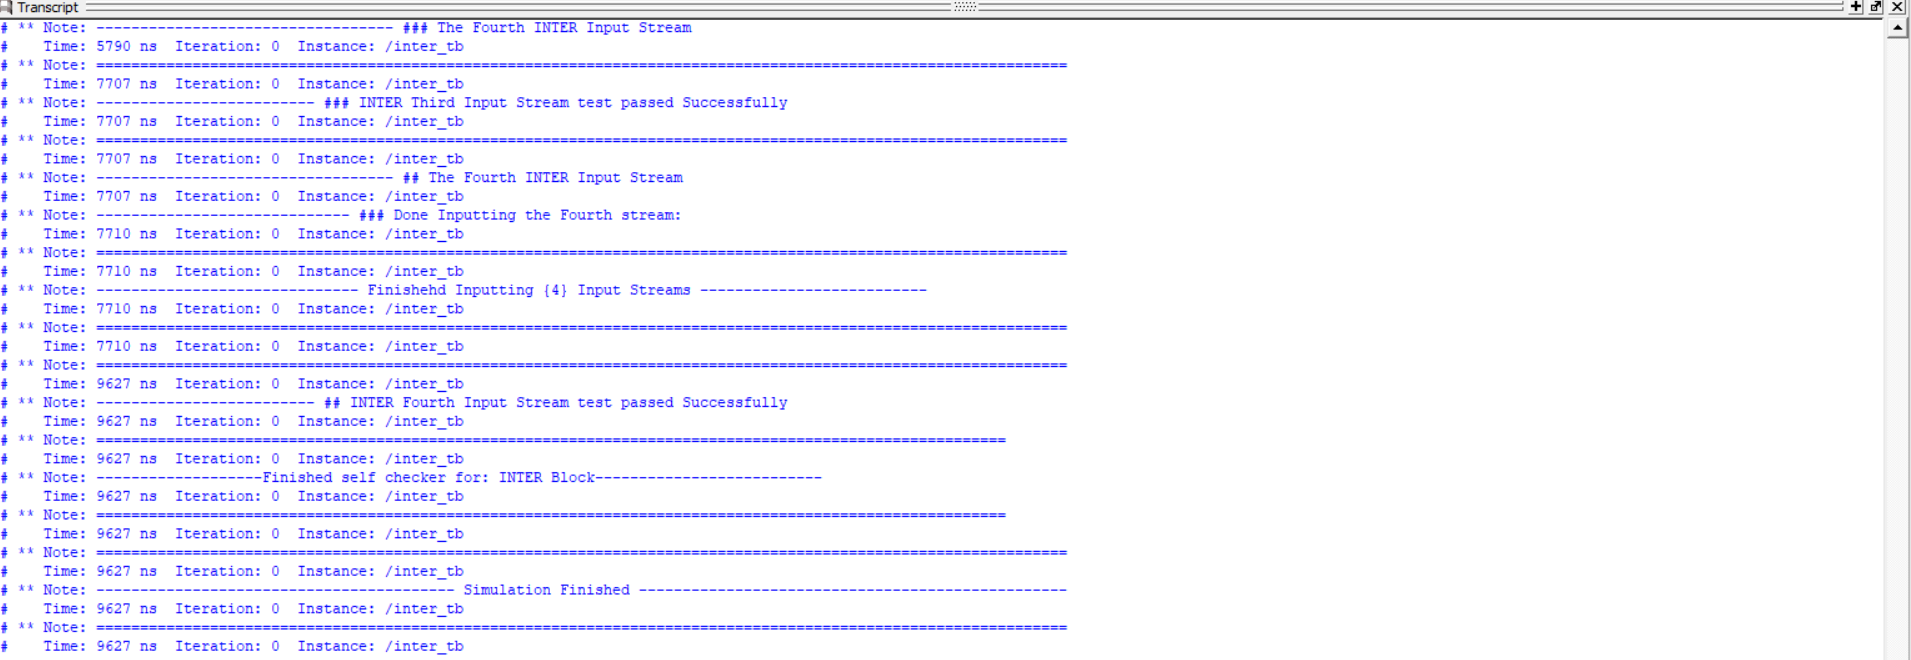 Transcript
# ** Note: ---------------------------------- ### The Fourth INTER Input Stream
#    Time: 5790 ns  Iteration: 0  Instance: /inter_tb
# ** Note: ================================================================================================================
#    Time: 7707 ns  Iteration: 0  Instance: /inter_tb
# ** Note: ------------------------- ### INTER Third Input Stream test passed Successfully
#    Time: 7707 ns  Iteration: 0  Instance: /inter_tb
# ** Note: ================================================================================================================
#    Time: 7707 ns  Iteration: 0  Instance: /inter_tb
# ** Note: ---------------------------------- ## The Fourth INTER Input Stream
#    Time: 7707 ns  Iteration: 0  Instance: /inter_tb
# ** Note: ----------------------------- ### Done Inputting the Fourth stream:
#    Time: 7710 ns  Iteration: 0  Instance: /inter_tb
# ** Note: ================================================================================================================
#    Time: 7710 ns  Iteration: 0  Instance: /inter_tb
# ** Note: ------------------------------ Finishehd Inputting {4} Input Streams --------------------------
#    Time: 7710 ns  Iteration: 0  Instance: /inter_tb
# ** Note: ================================================================================================================
#    Time: 7710 ns  Iteration: 0  Instance: /inter_tb
# ** Note: ================================================================================================================
#    Time: 9627 ns  Iteration: 0  Instance: /inter_tb
# ** Note: ------------------------- ## INTER Fourth Input Stream test passed Successfully
#    Time: 9627 ns  Iteration: 0  Instance: /inter_tb
# ** Note: =========================================================================================================
#    Time: 9627 ns  Iteration: 0  Instance: /inter_tb
# ** Note: -------------------Finished self checker for: INTER Block--------------------------
#    Time: 9627 ns  Iteration: 0  Instance: /inter_tb
# ** Note: =========================================================================================================
#    Time: 9627 ns  Iteration: 0  Instance: /inter_tb
# ** Note: ================================================================================================================
#    Time: 9627 ns  Iteration: 0  Instance: /inter_tb
# ** Note: ----------------------------------------- Simulation Finished -------------------------------------------------
#    Time: 9627 ns  Iteration: 0  Instance: /inter_tb
# ** Note: ================================================================================================================
#    Time: 9627 ns  Iteration: 0  Instance: /inter_tb